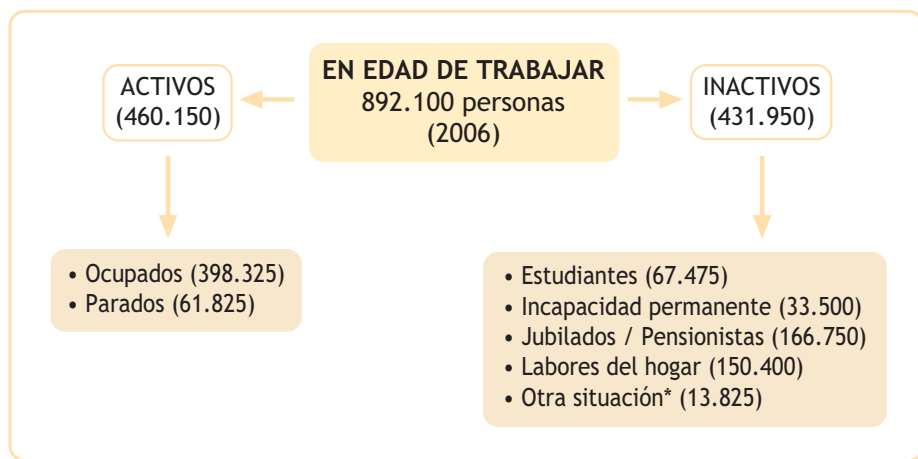 EN EDAD DE TRABAJAR
892.100 personas
(2006)
ACTIVOS
(460.150)
INACTIVOS
(431.950)
• Ocupados (398.325)
• Parados (61.825)
• Estudiantes (67.475)
• Incapacidad permanente (33.500)
• Jubilados / Pensionistas (166.750)
• Labores del hogar (150.400)
• Otra situación* (13.825)